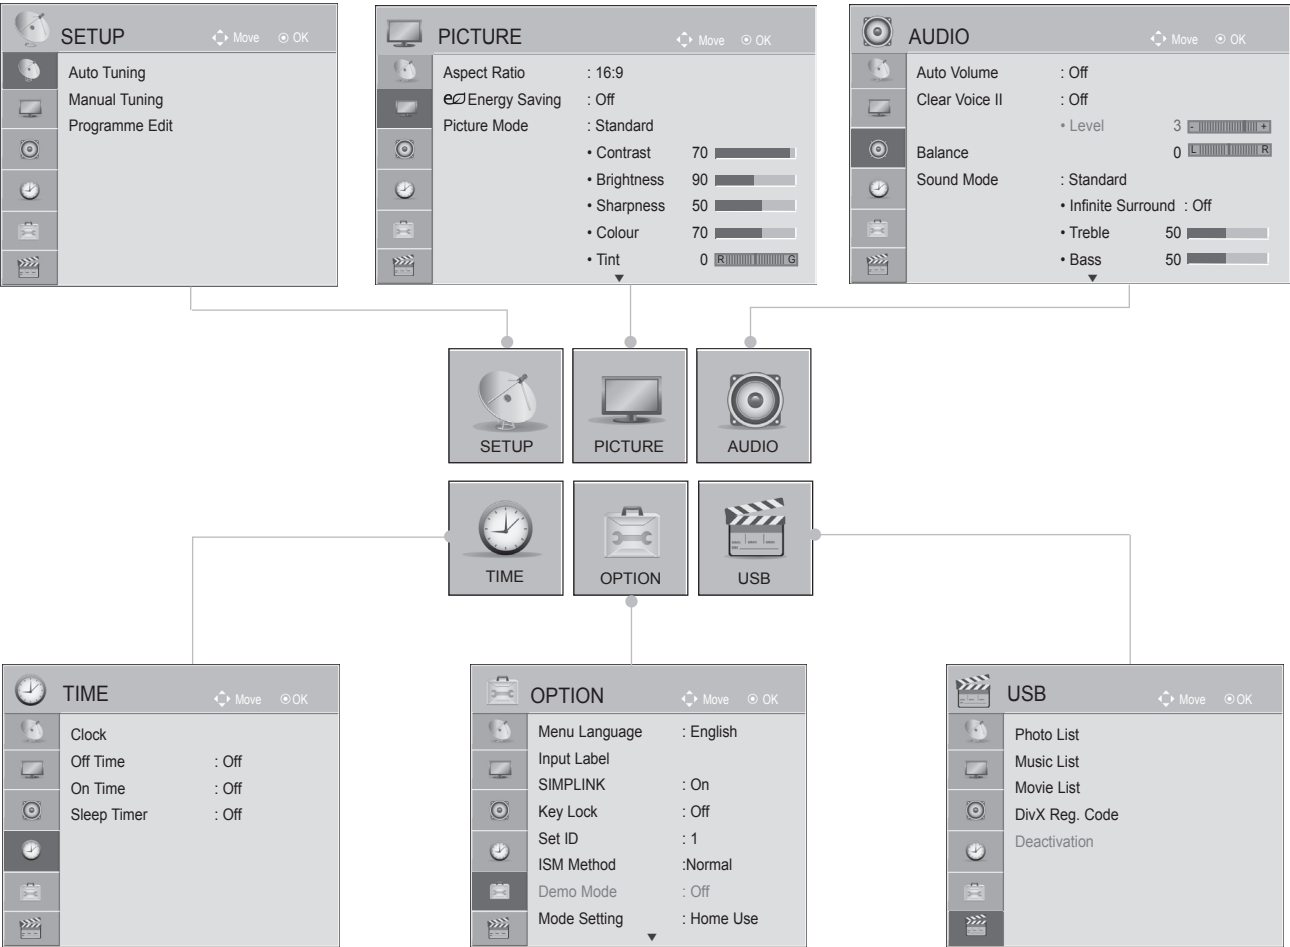 SETUP Move OK
Auto Tuning
Manual Tuning
Programme Edit
PICTURE Move OK
Aspect Ratio : 16:9
e Energy Saving : Off
Picture Mode : Standard
• Contrast 70
• Brightness 90
• Sharpness 50
• Colour 70
• Tint 0 R G
AUDIO Move OK
Auto Volume : Off
Clear Voice II : Off
• Level 3 - +
Balance 0 L R
Sound Mode : Standard
• Infinite Surround : Off
• Treble 50
• Bass 50
SETUP
PICTURE
AUDIO
TIME
OPTION
USB
TIME Move OK
Clock
Off Time : Off
On Time : Off
Sleep Timer : Off
OPTION Move OK
Menu Language : English
Input Label
SIMPLINK : On
Key Lock : Off
Set ID : 1
ISM Method :Normal
Demo Mode : Off
Mode Setting : Home Use
USB Move OK
Photo List
Music List
Movie List
DivX Reg. Code
Deactivation